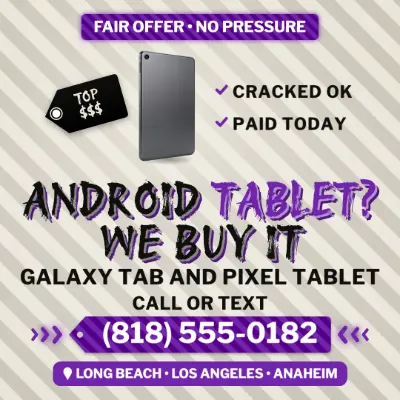 FAIR OFFER • NO PRESSURE
TOP
$$$
CRACKED OK
PAID TODAY
ANDROID TABLET?
WE BUY IT
GALAXY TAB AND PIXEL TABLET
CALL OR TEXT
(818) 555-0182
LONG BEACH • LOS ANGELES • ANAHEIM